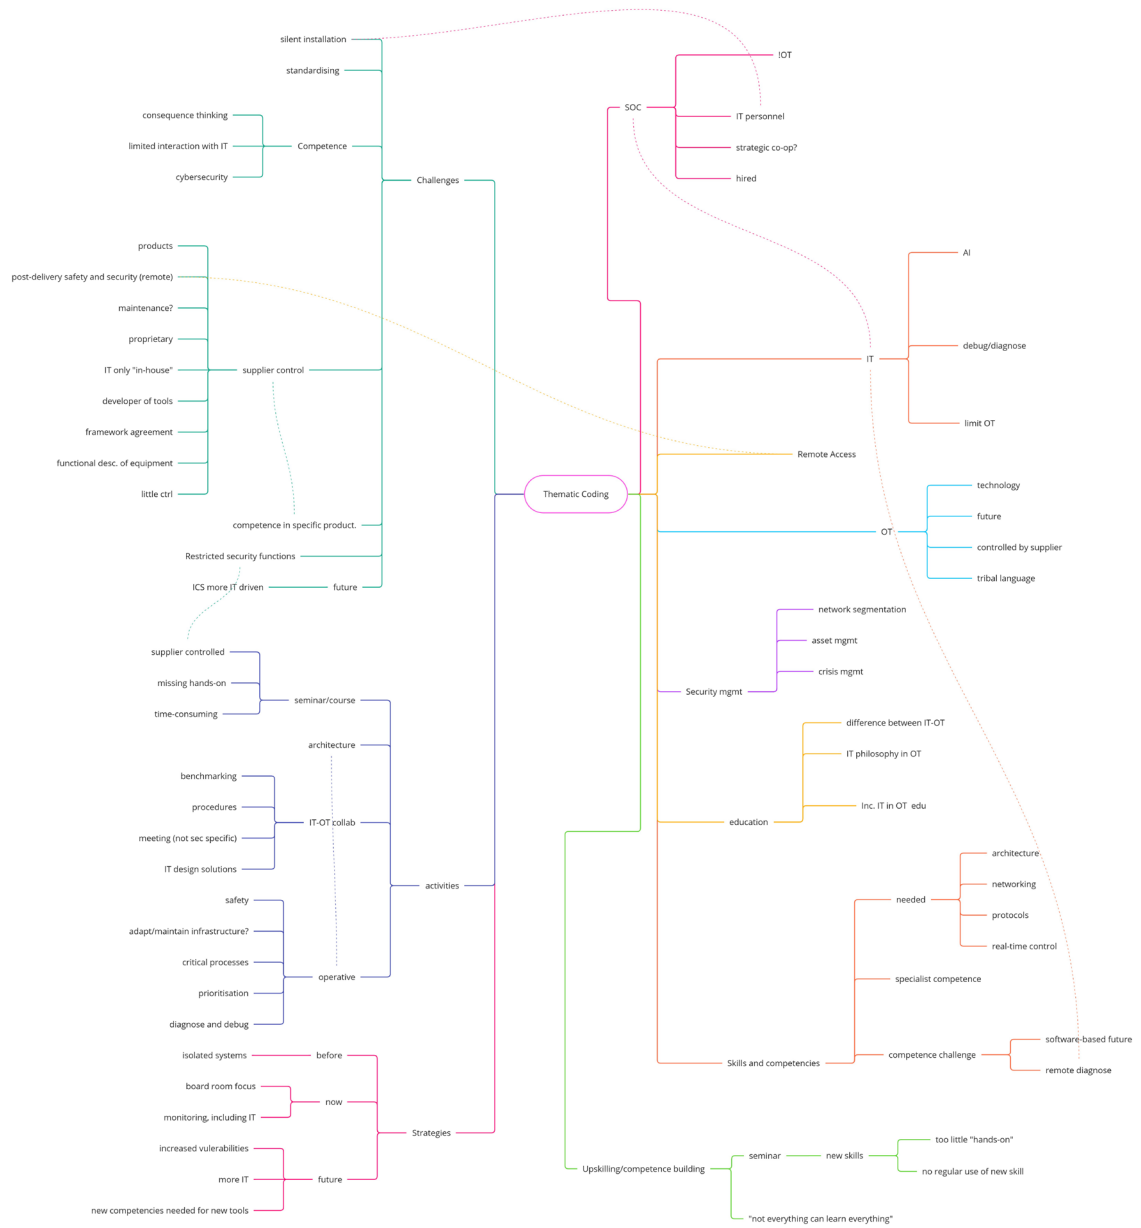 Thematic Coding
Challenges
silent installation
standardising
Competence
consequence thinking
limited interaction with IT
cybersecurity
supplier control
products
post-delivery safety and security (remote)
maintenance?
proprietary
IT only "in-house"
developer of tools
framework agreement
functional desc. of equipment
little ctrl
competence in specific product.
Restricted security functions
future
ICS more IT driven
activities
seminar/course
supplier controlled
missing hands-on
time-consuming
architecture
IT-OT collab
benchmarking
procedures
meeting (not sec specific)
IT design solutions
operative
safety
adapt/maintain infrastructure?
critical processes
prioritisation
diagnose and debug
Strategies
before
isolated systems
now
board room focus
monitoring, including IT
future
increased vulerabilities
more IT
new competencies needed for new tools
SOC
!OT
IT personnel
strategic co-op?
hired
IT
AI
debug/diagnose
limit OT
Remote Access
OT
technology
future
controlled by supplier
tribal language
Security mgmt
network segmentation
asset mgmt
crisis mgmt
education
difference between IT-OT
IT philosophy in OT
Inc. IT in OT edu
Skills and competencies
needed
architecture
networking
protocols
real-time control
specialist competence
competence challenge
software-based future
remote diagnose
Upskilling/competence building
seminar
new skills
too little "hands-on"
no regular use of new skill
"not everything can learn everything"